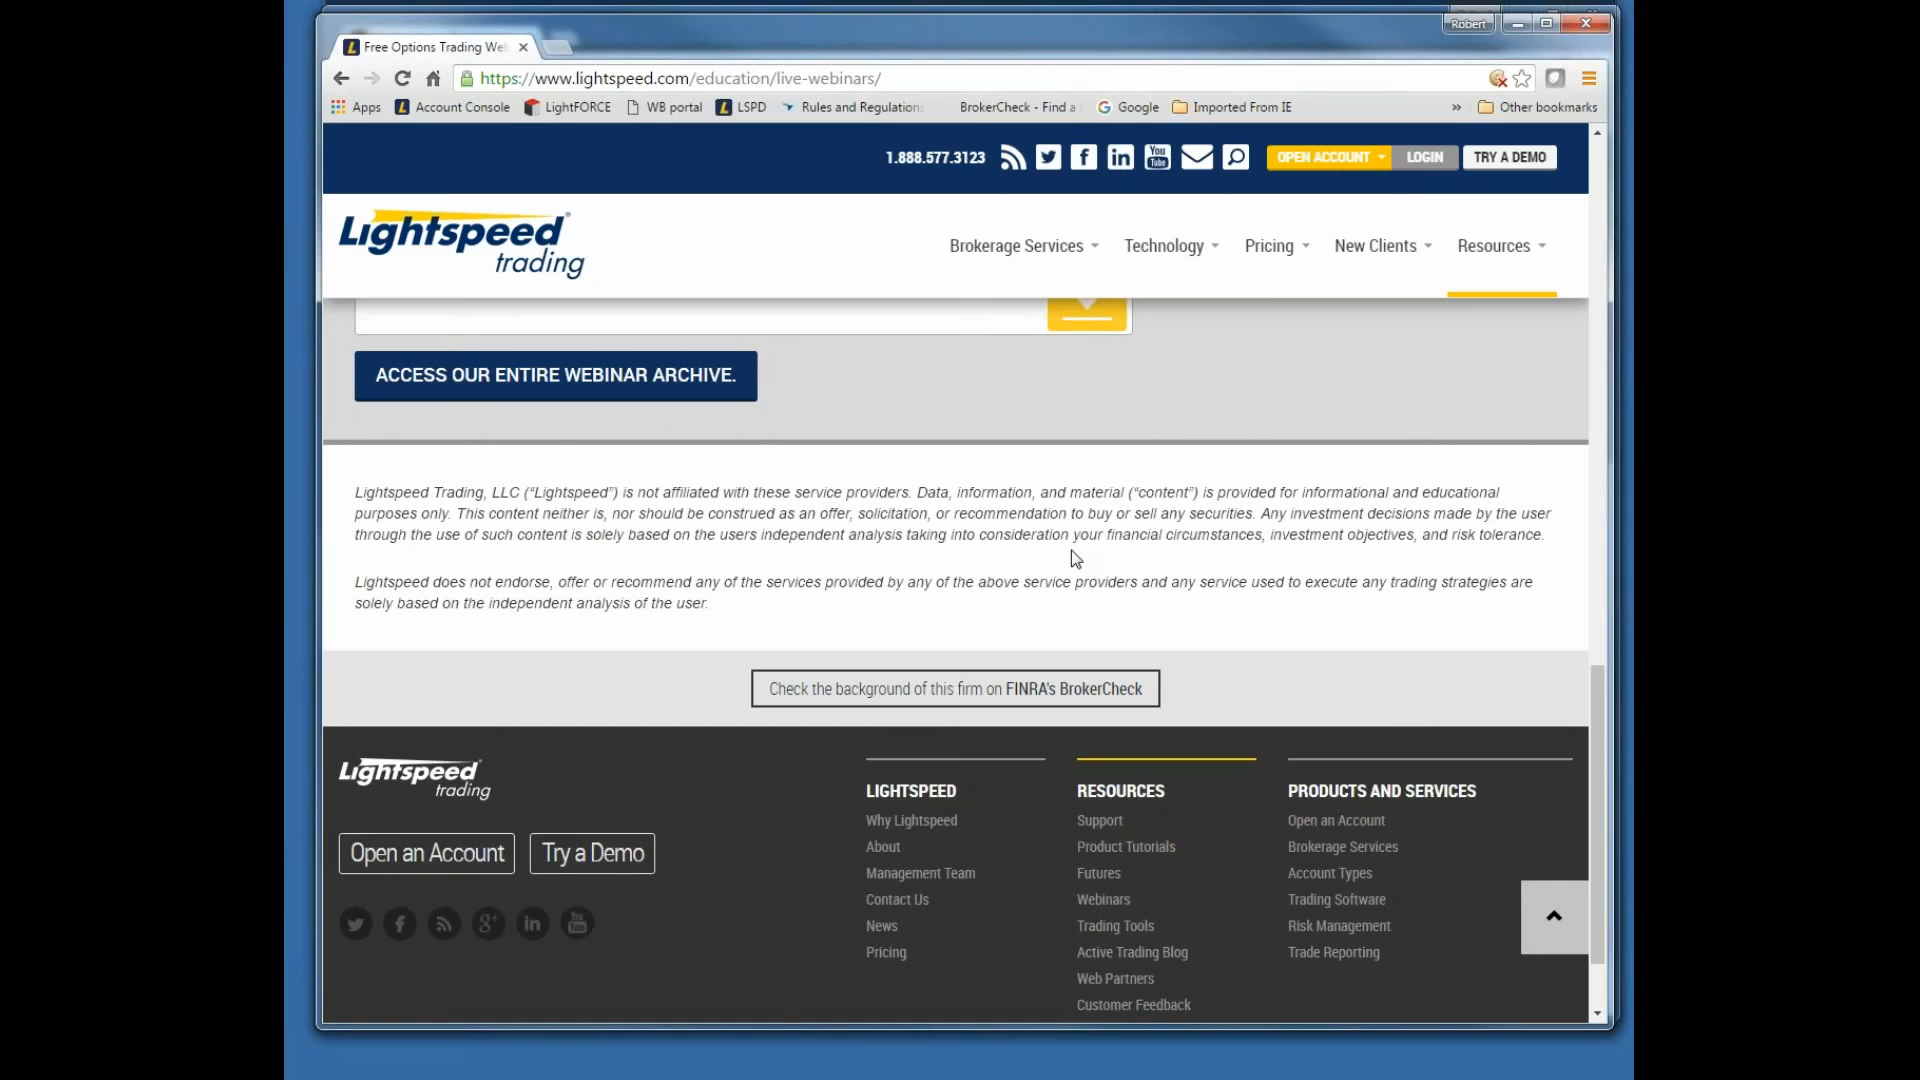 Robert
Free Options Trading Web
https://www.lightspeed.com/education/live-webinars/
Apps
Account Console
LightFORCE
WB portal
LSPD
Rules and Regulation
BrokerCheck - Find a
Google
Imported From IE
»
Other bookmarks
1.888.577.3123
You Tube
OPEN ACCOUNT
LOGIN
TRY A DEMO
Lightspeed®
trading
Brokerage Services
Technology
Pricing
New Clients
Resources
ACCESS OUR ENTIRE WEBINAR ARCHIVE.
Lightspeed Trading, LLC (“Lightspeed”) is not affiliated with these service providers. Data, information, and material (“content”) is provided for informational and educational
purposes only. This content neither is, nor should be construed as an offer, solicitation, or recommendation to buy or sell any securities. Any investment decisions made by the user
through the use of such content is solely based on the users independent analysis taking into consideration your financial circumstances, investment objectives, and risk tolerance.
Lightspeed does not endorse, offer or recommend any of the services provided by any of the above service providers and any service used to execute any trading strategies are
solely based on the independent analysis of the user.
Check the background of this firm on FINRA's BrokerCheck
Lightspeed
trading
Open an Account
Try a Demo
LIGHTSPEED
Why Lightspeed
About
Management Team
Contact Us
News
Pricing
RESOURCES
Support
Product Tutorials
Futures
Webinars
Trading Tools
Active Trading Blog
Web Partners
Customer Feedback
PRODUCTS AND SERVICES
Open an Account
Brokerage Services
Account Types
Trading Software
Risk Management
Trade Reporting